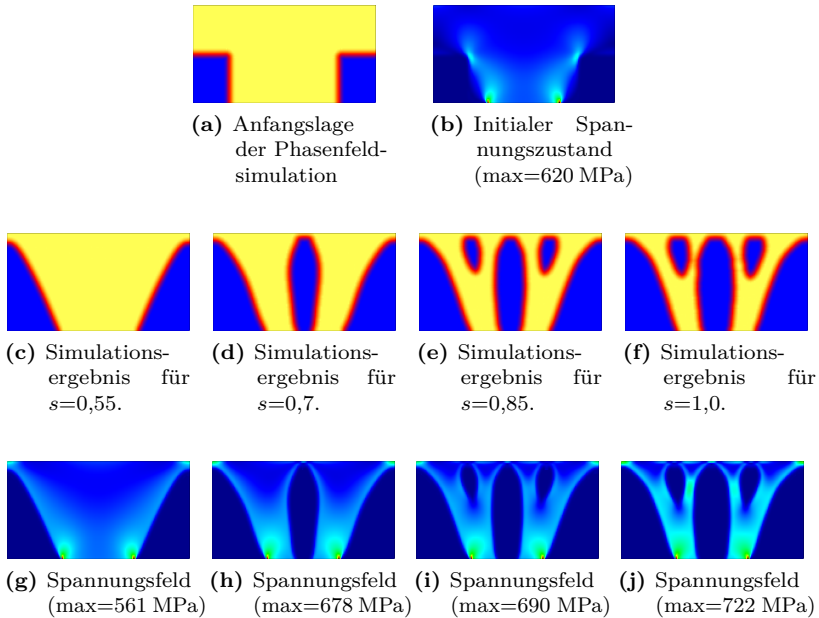 (a) Anfangslage
der Phasenfeld-
simulation
(b) Initialer Span-
nungszustand
(max=620 MPa)
(c) Simulations-
ergebnis für
s=0,55.
(d) Simulations-
ergebnis für
s=0,7.
(e) Simulations-
ergebnis für
s=0,85.
(f) Simulations-
ergebnis für
s=1,0.
(g) Spannungsfeld
(max=561 MPa)
(h) Spannungsfeld
(max=678 MPa)
(i) Spannungsfeld
(max=690 MPa)
(j) Spannungsfeld
(max=722 MPa)